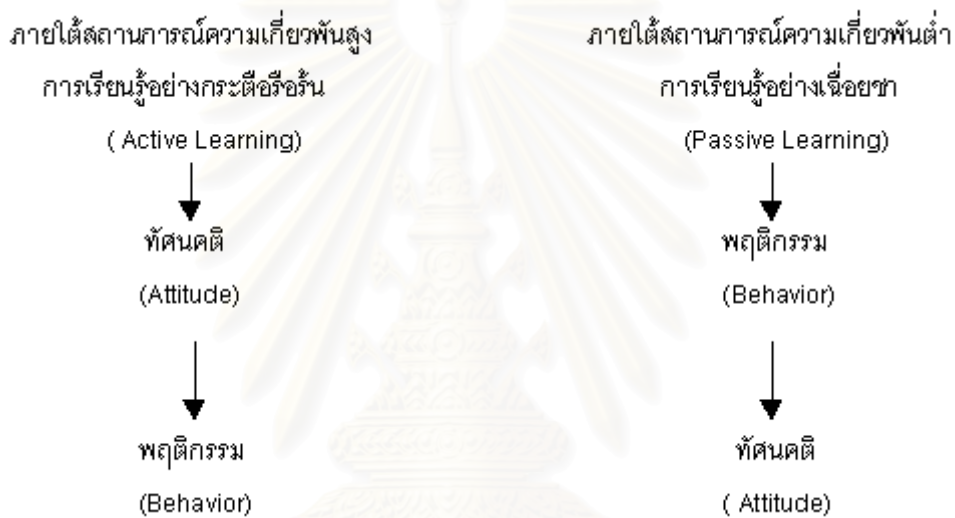 ภายใต้สถานการณ์ความเกี่ยวพันสูง
การเรียนรู้อย่างกระตือรือร้น
( Active Learning)
ทัศนคติ
(Attitude)
พฤติกรรม
(Behavior)
ภายใต้สถานการณ์ความเกี่ยวพันต่ำ
การเรียนรู้อย่างเฉื่อยชา
(Passive Learning)
พฤติกรรม
(Behavior)
ทัศนคติ
( Attitude)